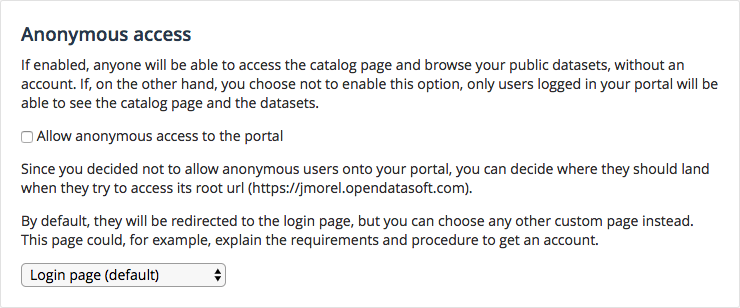 Anonymous access
If enabled, anyone will be able to access the catalog page and browse your public datasets, without an
account. If, on the other hand, you choose not to enable this option, only users logged in your portal will be
able to see the catalog page and the datasets.
Allow anonymous access to the portal
Since you decided not to allow anonymous users onto your portal, you can decide where they should land
when they try to access its root url (https://jmorel.opendatasoft.com).
By default, they will be redirected to the login page, but you can choose any other custom page instead.
This page could, for example, explain the requirements and procedure to get an account.
Login page (default)